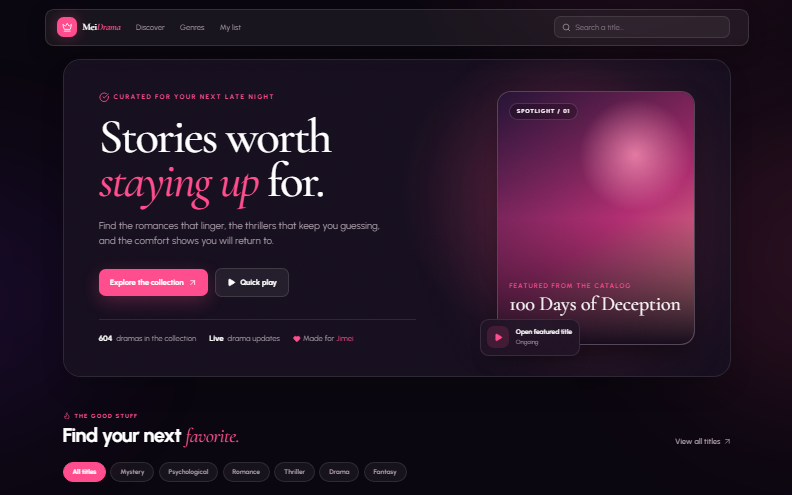 MeiDrama
Discover
Genres
My list
Search a title...
CURATED FOR YOUR NEXT LATE NIGHT
Stories worth
staying up for.
Find the romances that linger, the thrillers that keep you guessing,
and the comfort shows you will return to.
Explore the collection
Quick play
604 dramas in the collection
Live drama updates
Made for Jimei
SPOTLIGHT / 01
FEATURED FROM THE CATALOG
100 Days of Deception
Open featured title
Ongoing
THE GOOD STUFF
Find your next favorite.
View all titles
All titles
Mystery
Psychological
Romance
Thriller
Drama
Fantasy